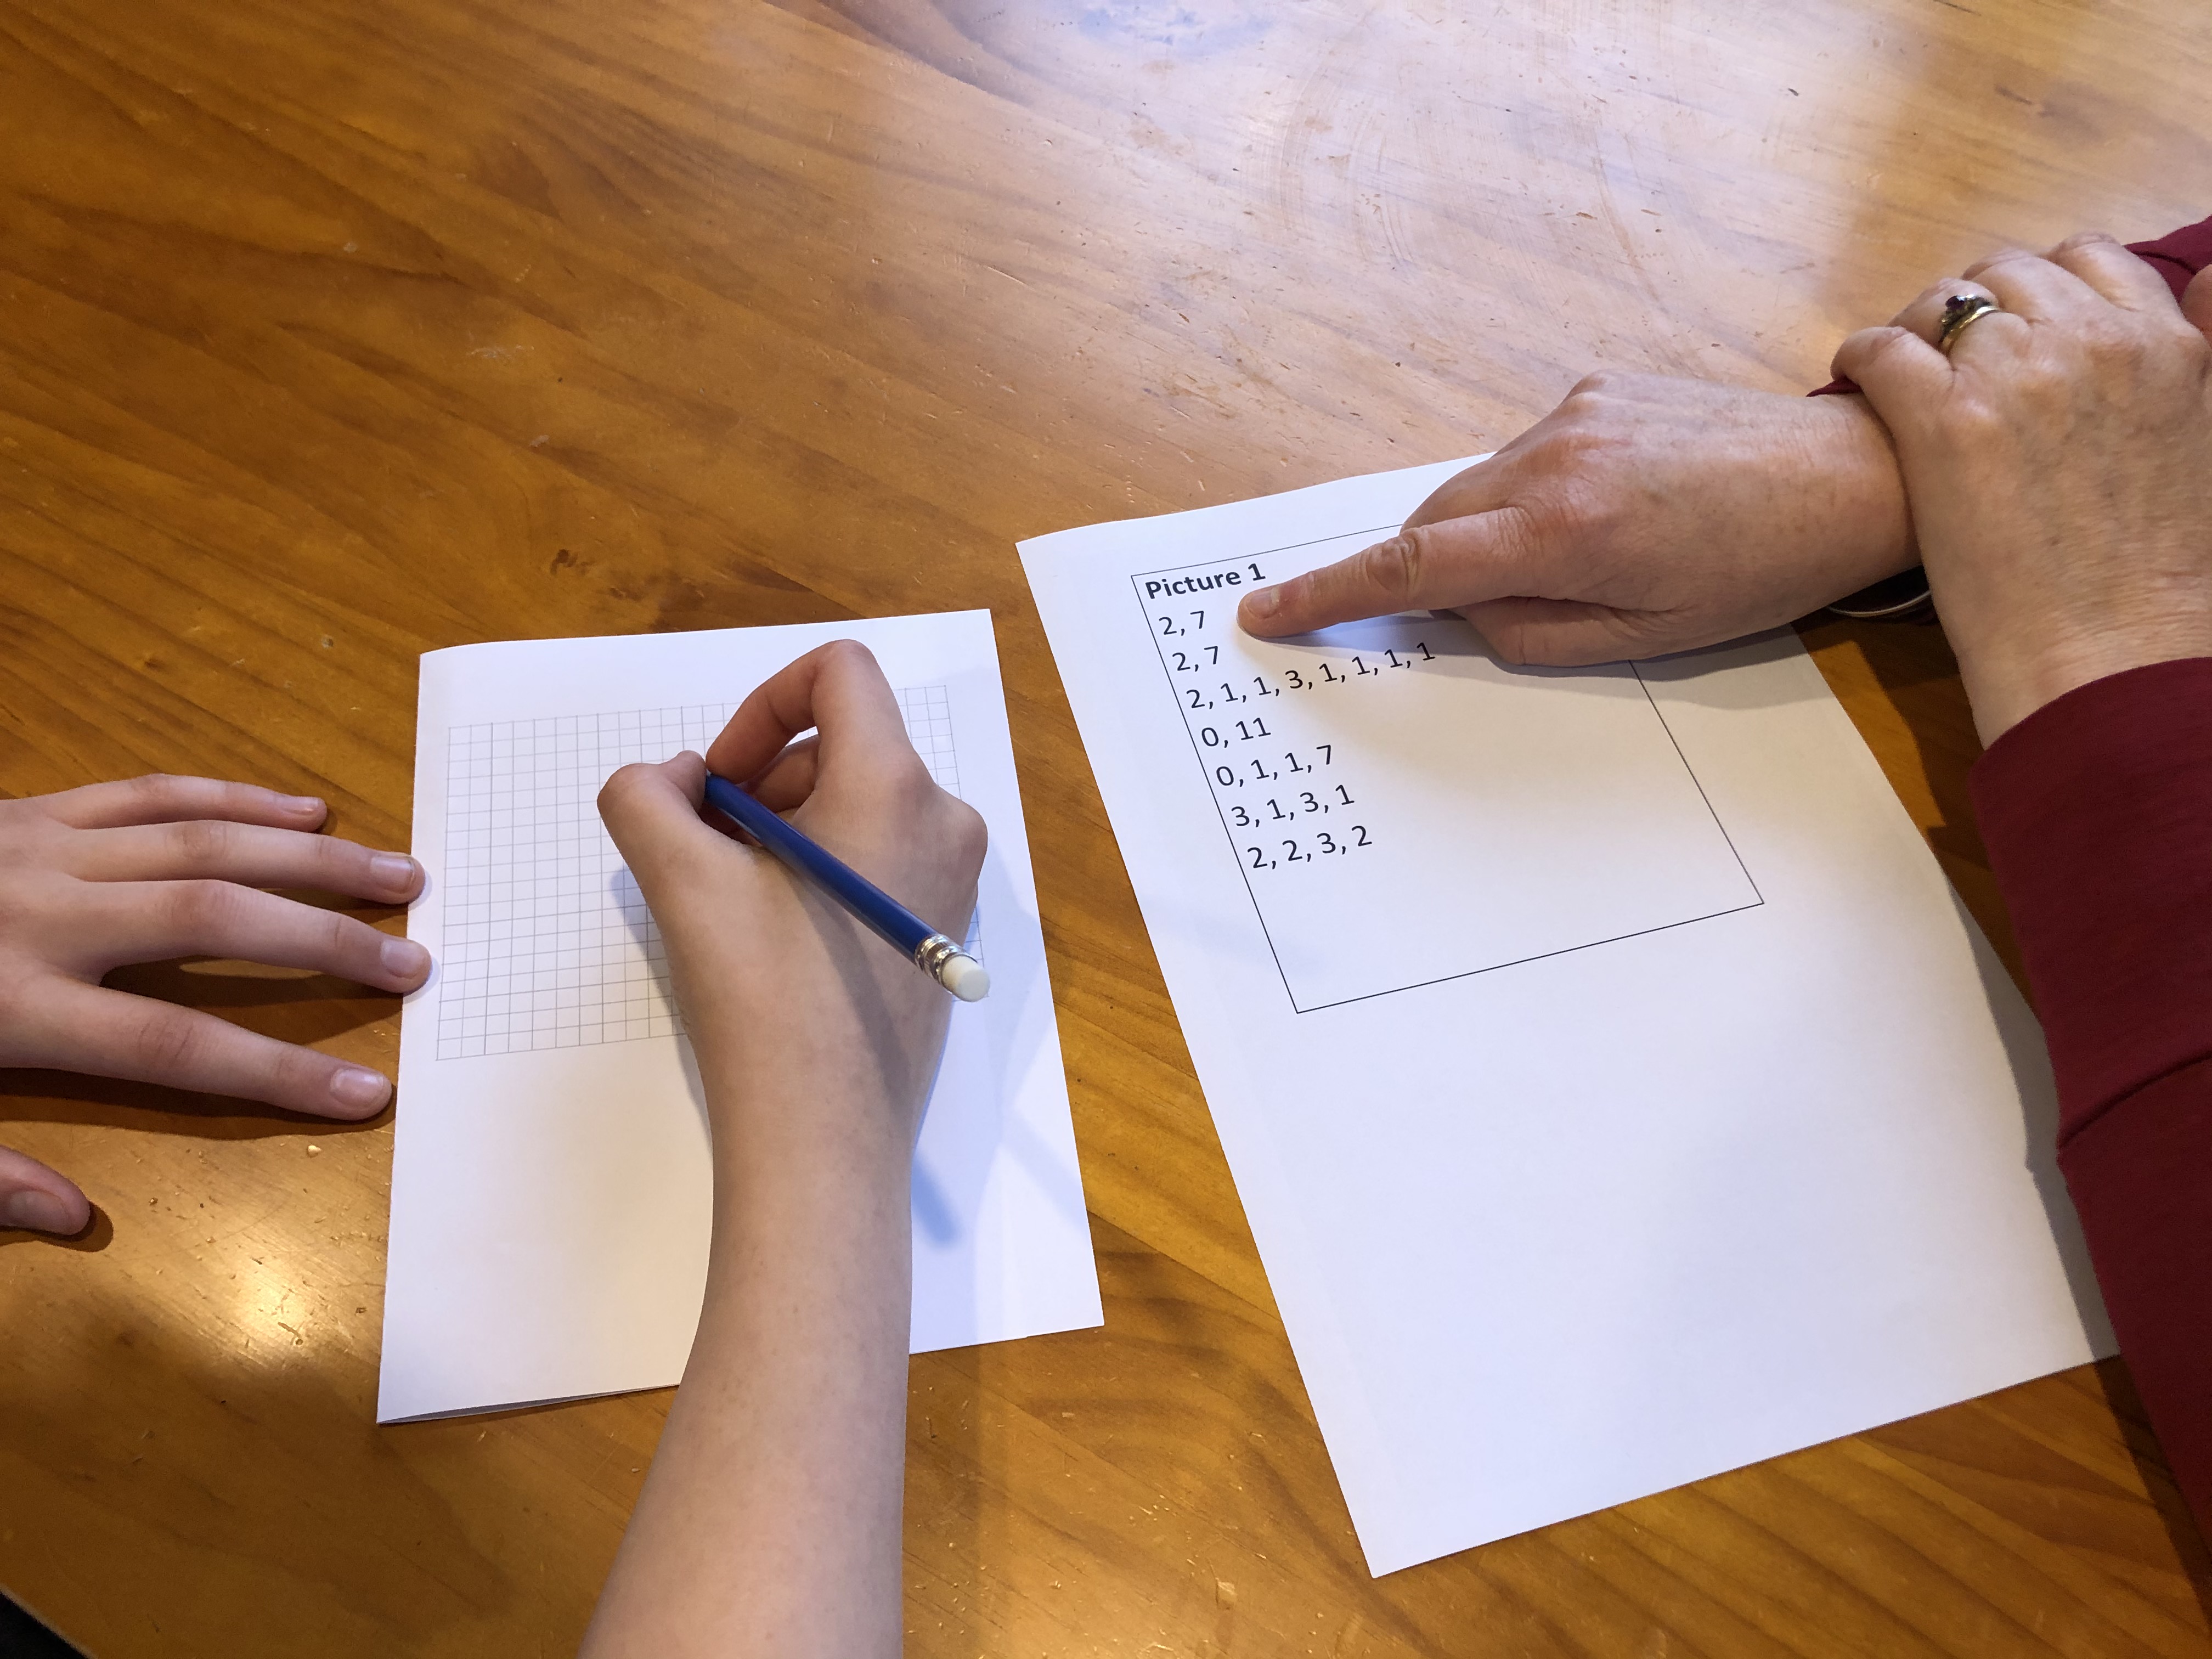 Picture 1
2, 7
2, 7
2, 1, 1, 3, 1, 1, 1, 1
0, 11
0, 1, 1, 7
3, 1, 3, 1
2, 2, 3, 2